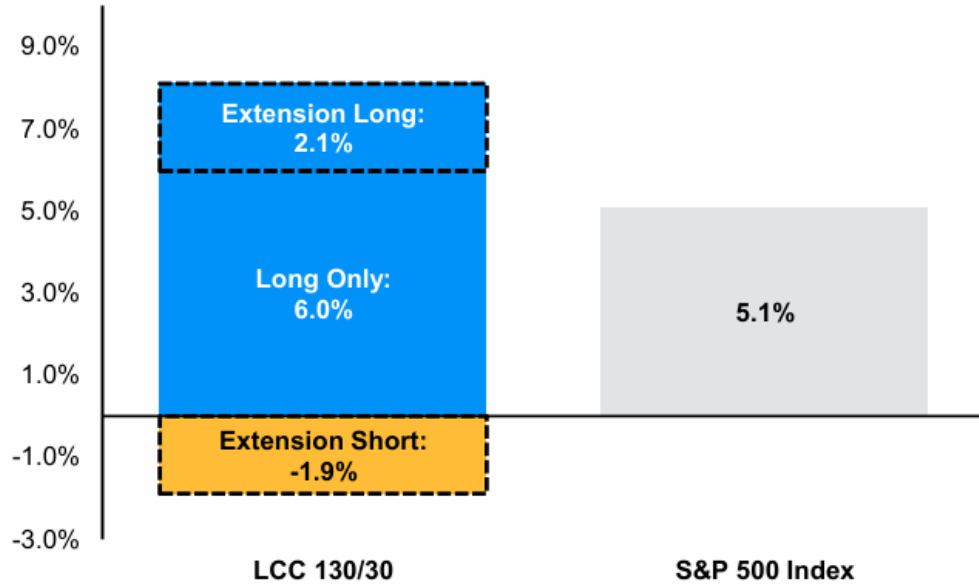 9.0%
7.0%
5.0%
3.0%
1.0%
-1.0%
-3.0%
Extension Long:
2.1%
Long Only:
6.0%
Extension Short:
-1.9%
5.1%
LCC 130/30
S&P 500 Index